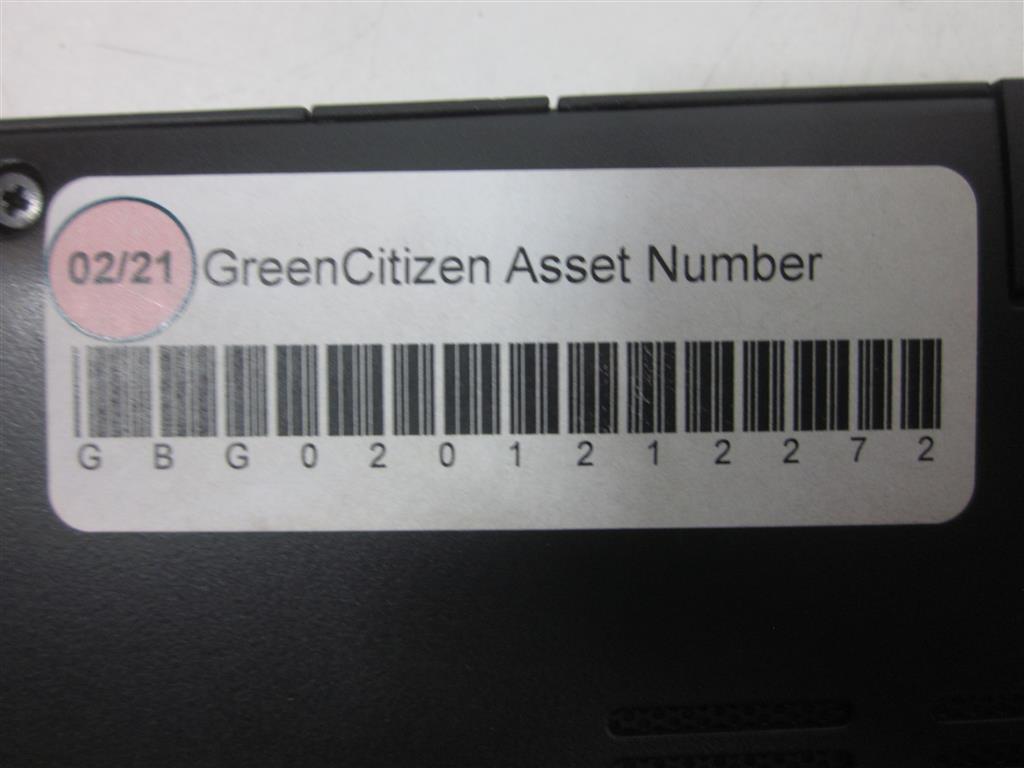 02/21 GreenCitizen Asset Number
G B G 0 2 0 1 2 1 2 2 7 2